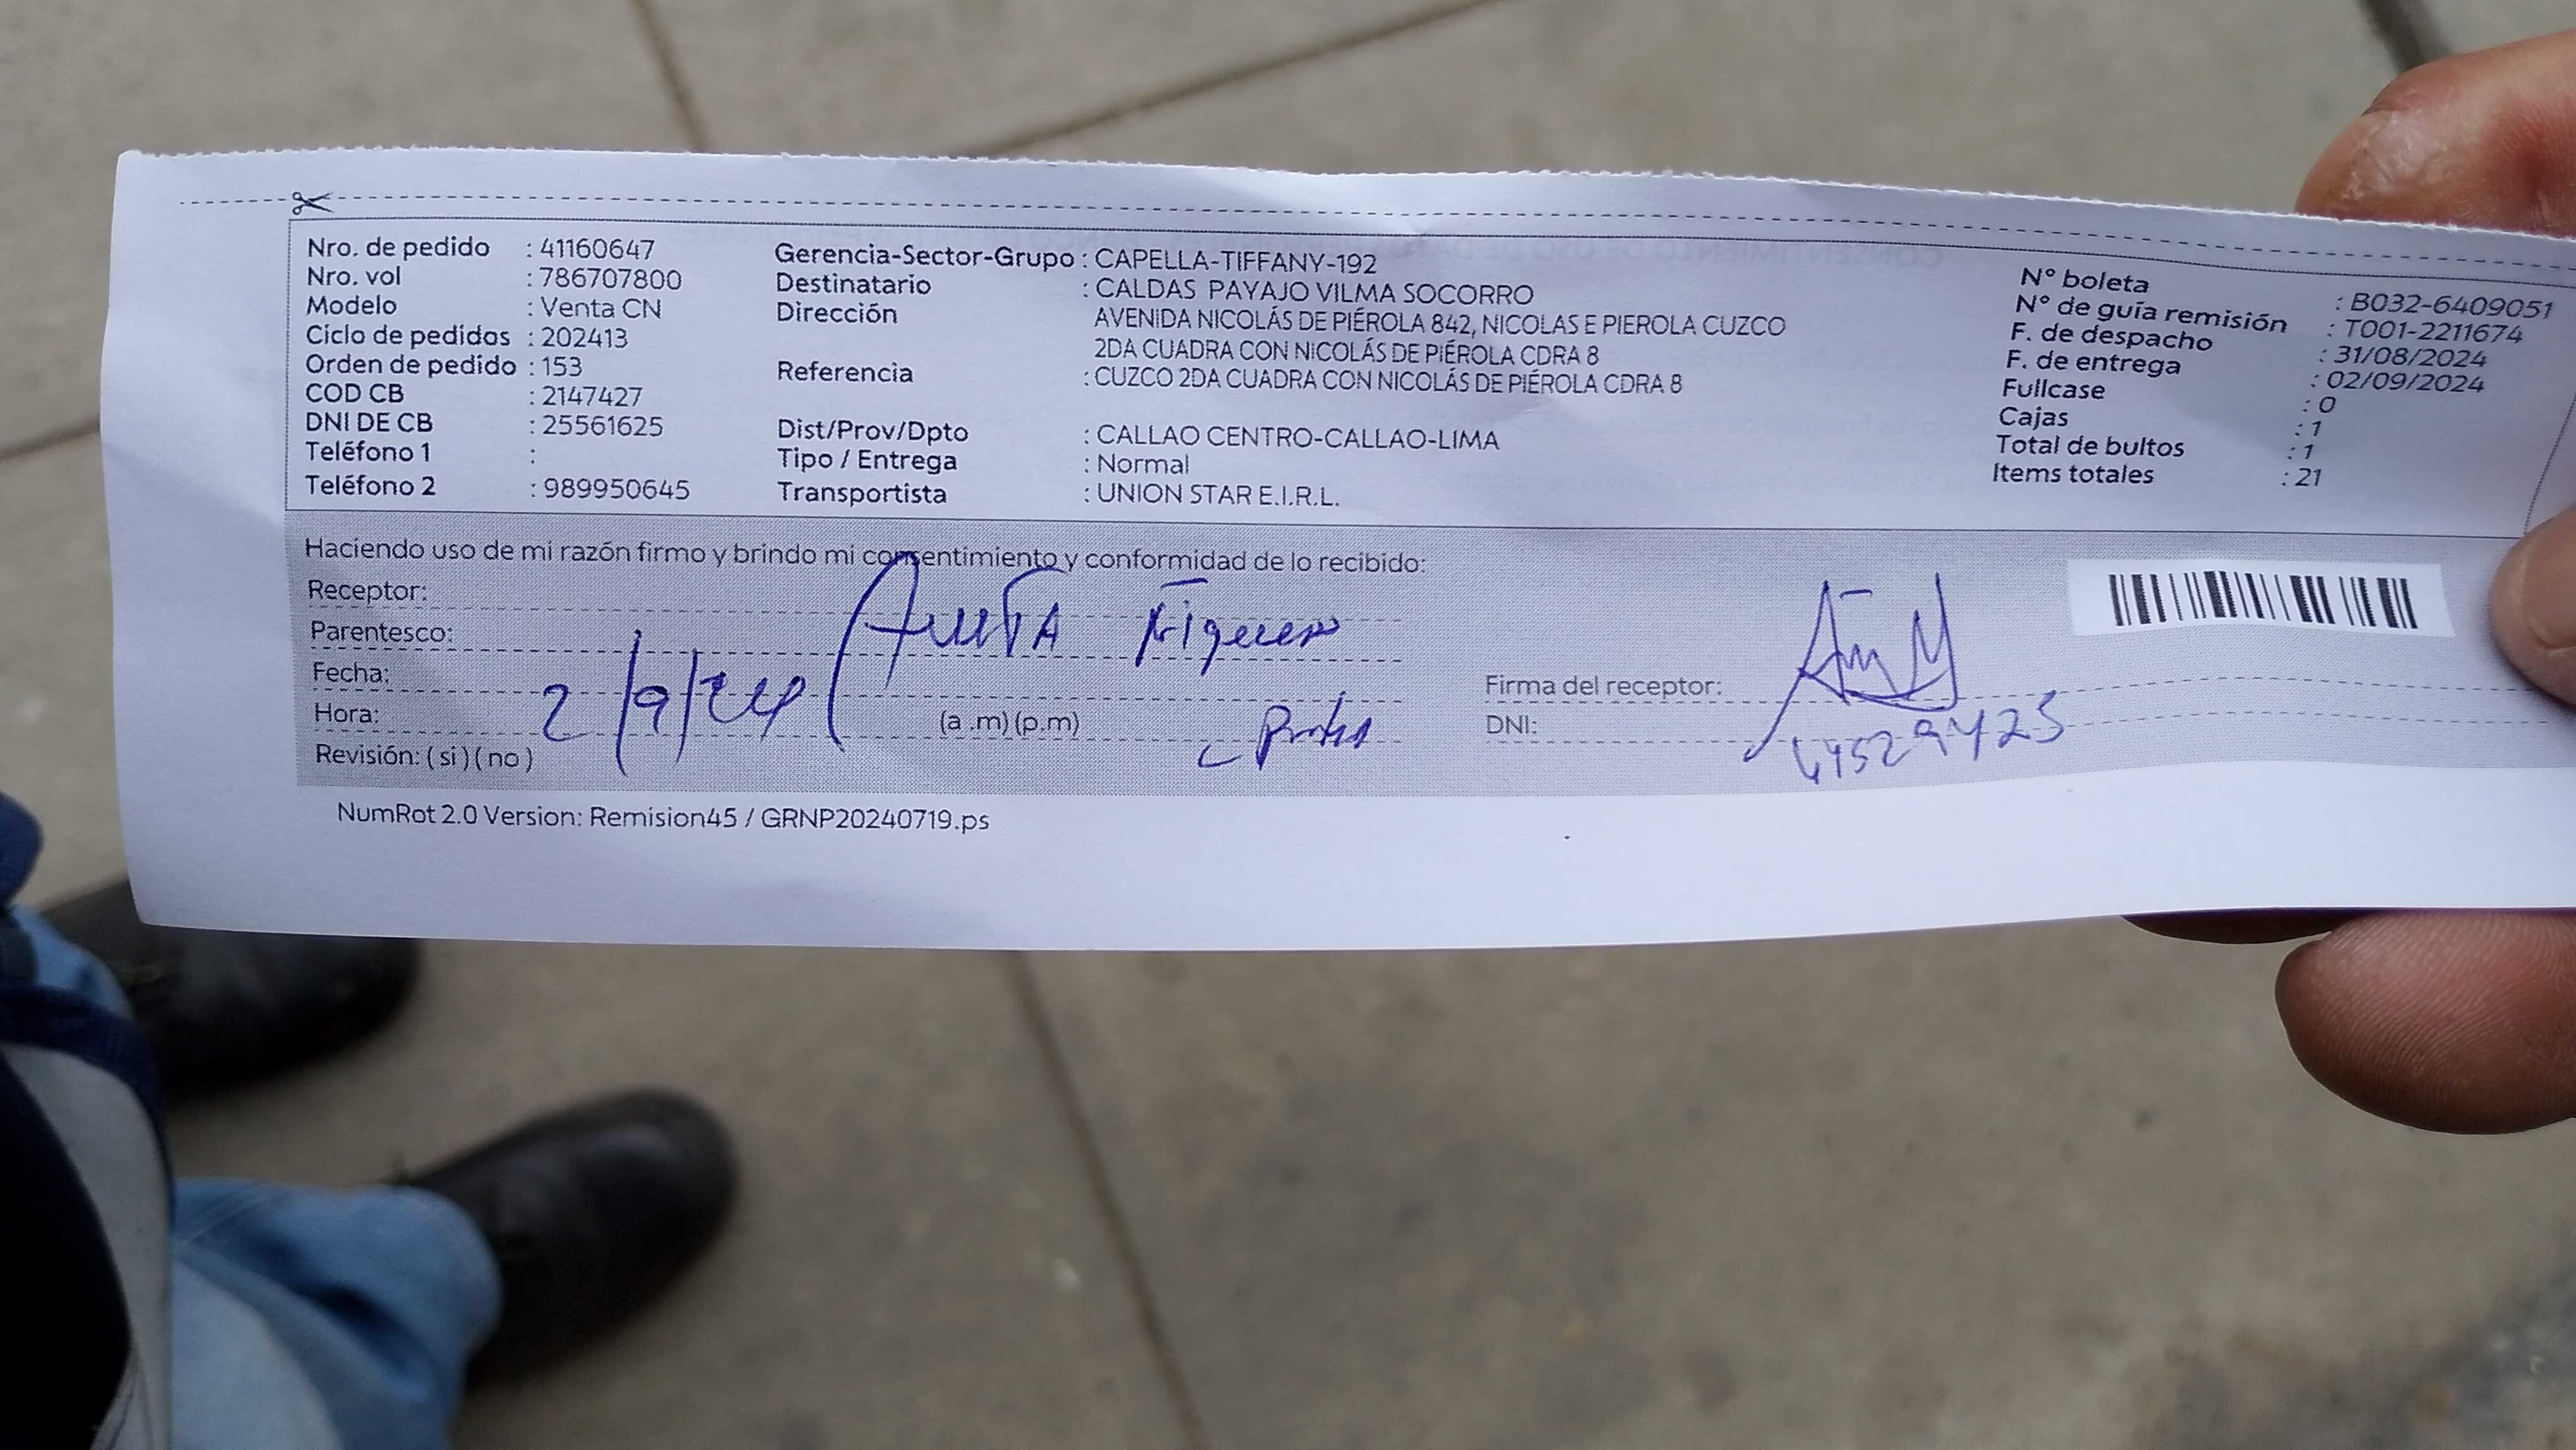 Nro. de pedido : 41160647
Nro. vol : 786707800
Modelo : Venta CN
Ciclo de pedidos : 202413
Orden de pedido : 153
COD CB : 2147427
DNI DE CB : 25561625
Teléfono 1 :
Teléfono 2 : 989950645
Gerencia-Sector-Grupo : CAPELLA-TIFFANY-192
Destinatario : CALDAS PAYAJO VILMA SOCORRO
Dirección AVENIDA NICOLÁS DE PIÉROLA 842, NICOLAS E PIEROLA CUZCO
2DA CUADRA CON NICOLÁS DE PIÉROLA CDRA 8
Referencia : CUZCO 2DA CUADRA CON NICOLÁS DE PIÉROLA CDRA 8
Dist/Prov/Dpto : CALLAO CENTRO-CALLAO-LIMA
Tipo / Entrega : Normal
Transportista : UNION STAR E.I.R.L.
N° boleta : B032-6409051
N° de guía remisión : T001-2211674
F. de despacho : 31/08/2024
F. de entrega : 02/09/2024
Fullcase : 0
Cajas : 1
Total de bultos : 1
Items totales : 21
Haciendo uso de mi razón firmo y brindo mi consentimiento y conformidad de lo recibido:
Receptor:
Parentesco:
Fecha: 2/9/24
Hora: (a .m) (p.m)
Revisión: ( si ) ( no )
Firma del receptor:
DNI:
NumRot 2.0 Version: Remision45 / GRNP20240719.ps